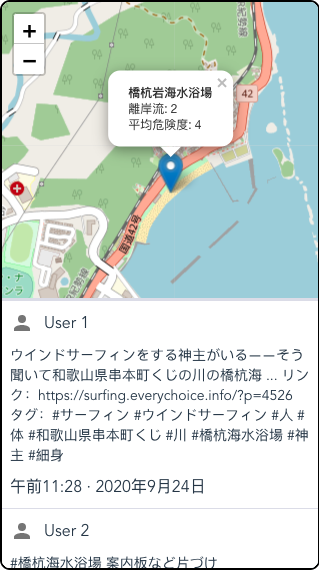 +
−
42
×
橋杭岩海水浴場
離岸流: 2
平均危険度: 4
国道42号
紀勢線
ナ・
ンラ
User 1
ウインドサーフィンをする神主がいるーーそう
聞いて和歌山県串本町くじの川の橋杭海 ... リン
ク： https://surfing.everychoice.info/?p=4526
タグ： #サーフィン #ウインドサーフィン #人 #
体 #和歌山県串本町くじ #川 #橋杭海水浴場 #神
主 #細身
午前11:28 · 2020年9月24日
User 2
#橋杭海水浴場 案内板など片づけ